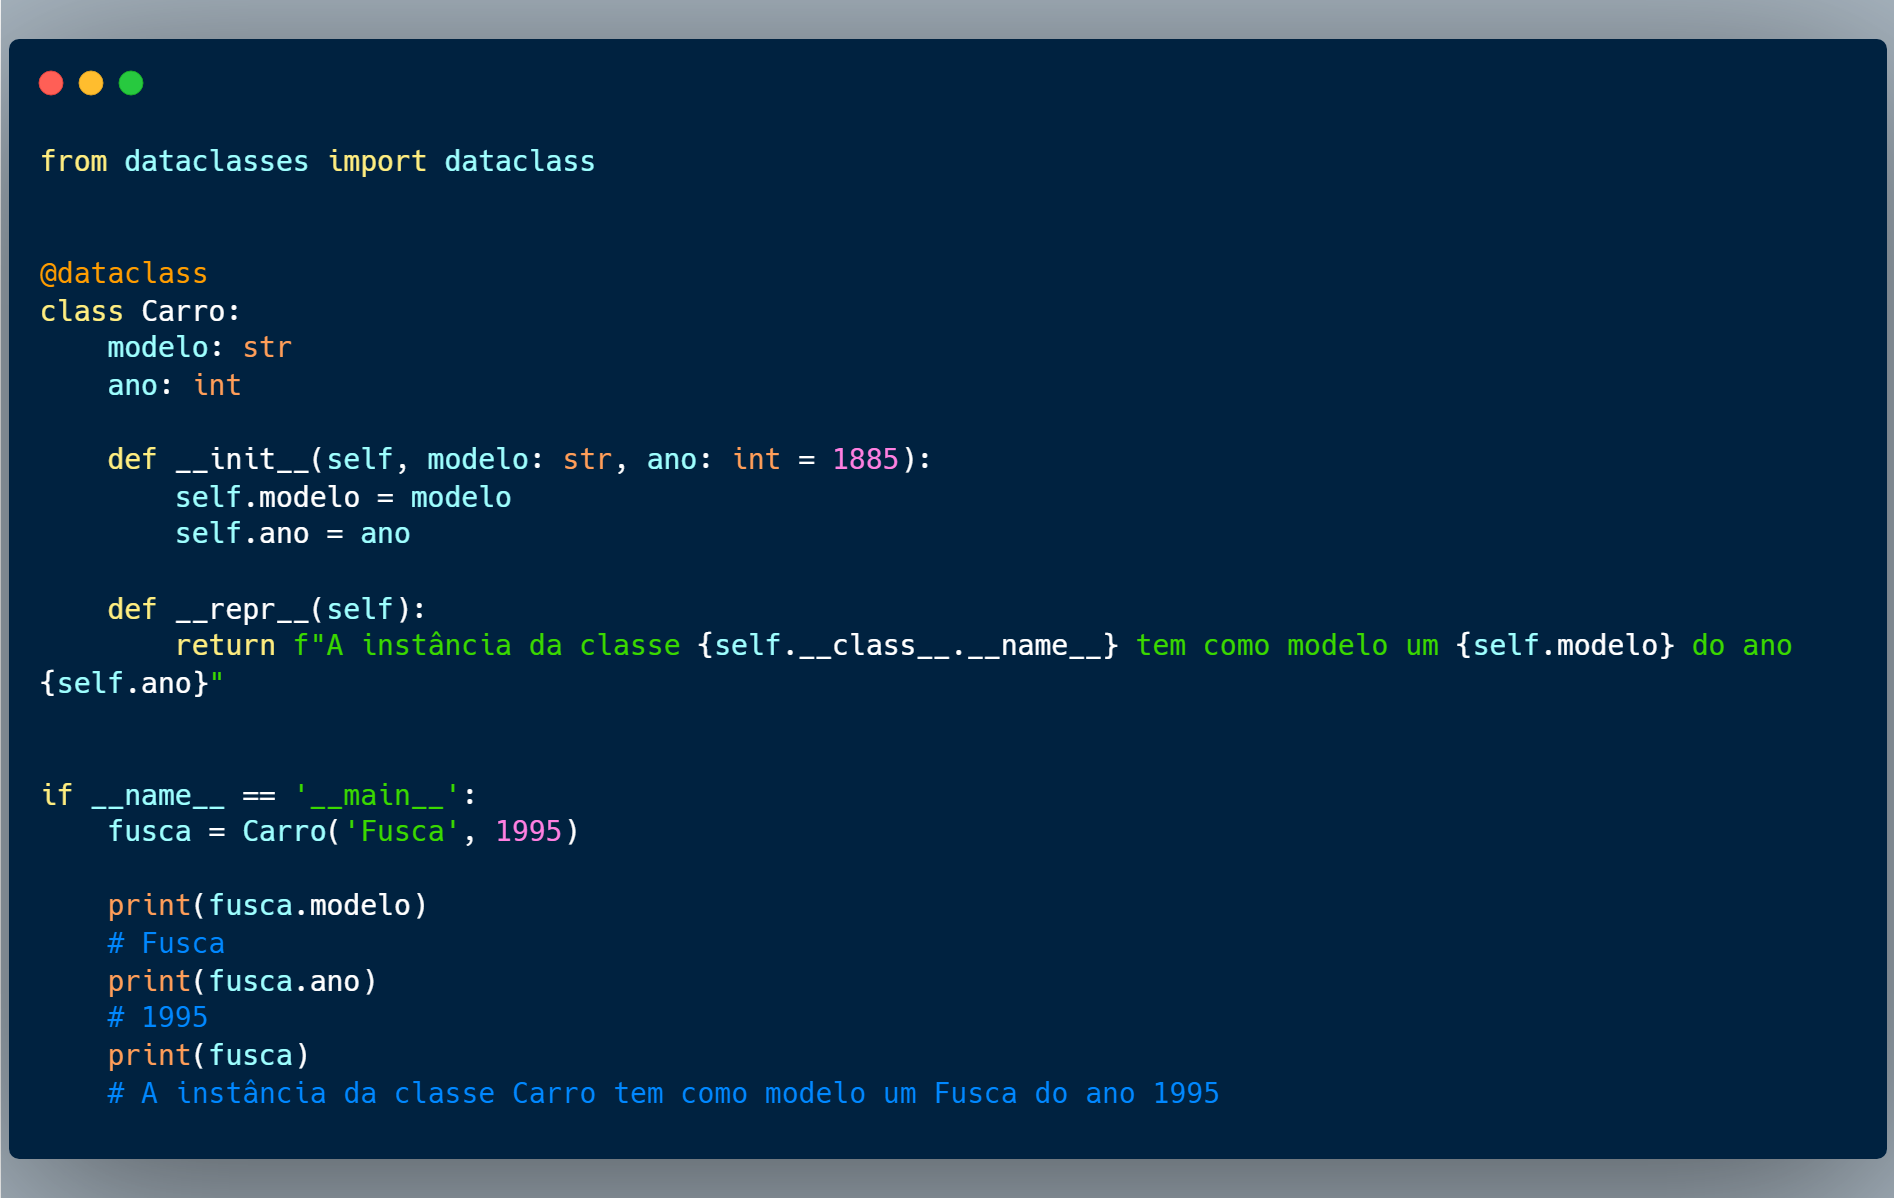 from dataclasses import dataclass
@dataclass
class Carro:
    modelo: str
    ano: int
    def __init__(self, modelo: str, ano: int = 1885):
        self.modelo = modelo
        self.ano = ano
    def __repr__(self):
        return f"A instância da classe {self.__class__.__name__} tem como modelo um {self.modelo} do ano
{self.ano}"
if __name__ == '__main__':
    fusca = Carro('Fusca', 1995)
    print(fusca.modelo)
    # Fusca
    print(fusca.ano)
    # 1995
    print(fusca)
    # A instância da classe Carro tem como modelo um Fusca do ano 1995